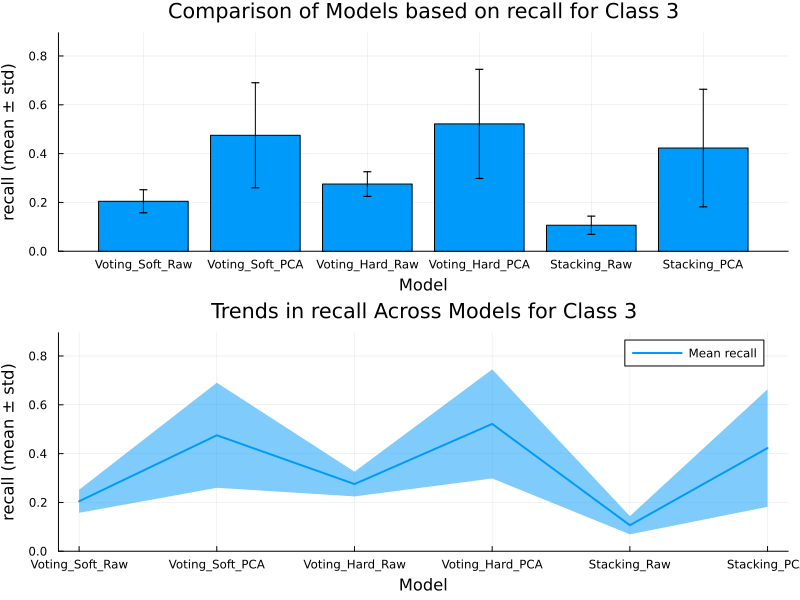 Comparison of Models based on recall for Class 3
recall (mean ± std)
0.8
0.6
0.4
0.2
0.0
Voting_Soft_Raw Voting_Soft_PCA Voting_Hard_Raw Voting_Hard_PCA Stacking_Raw Stacking_PCA
Model
Trends in recall Across Models for Class 3
recall (mean ± std)
Mean recall
0.8
0.6
0.4
0.2
0.0
Voting_Soft_Raw Voting_Soft_PCA Voting_Hard_Raw Voting_Hard_PCA Stacking_Raw Stacking_PC
Model